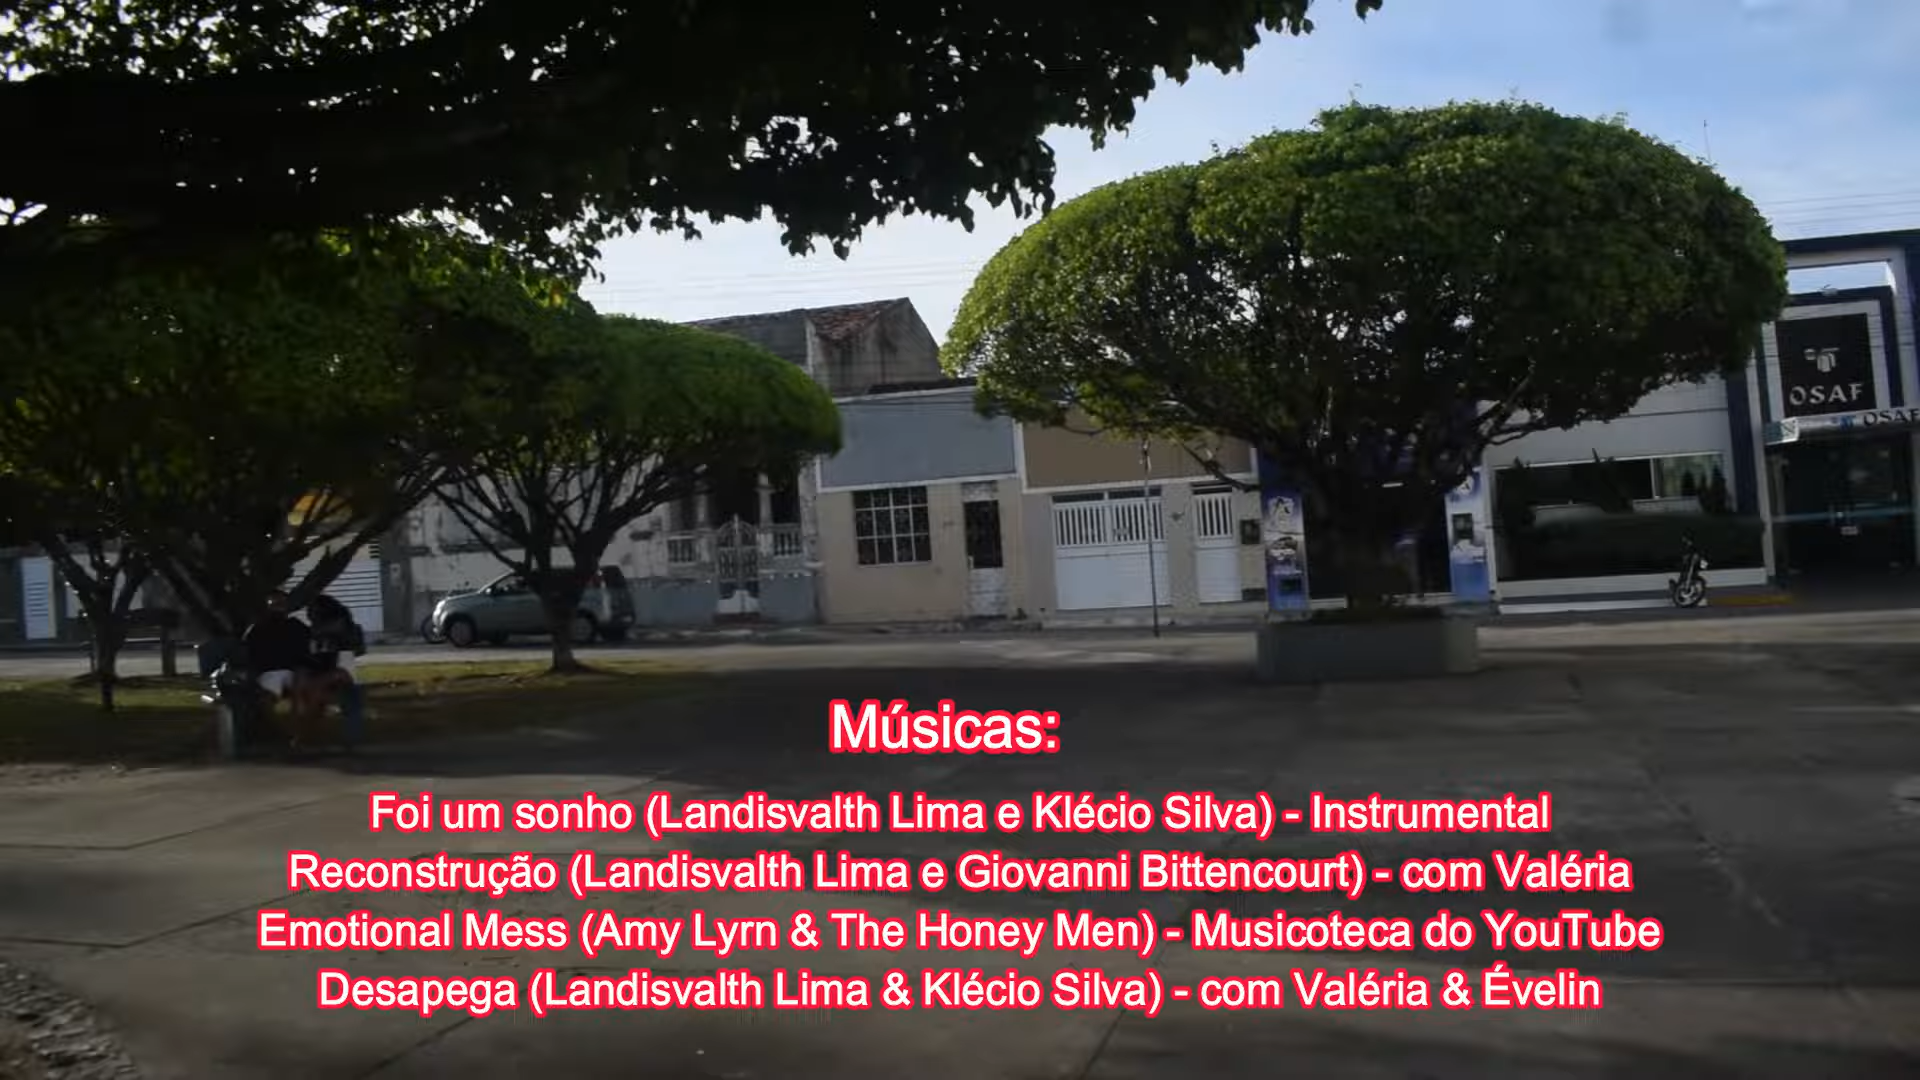 OSAF
OSAF
Músicas:
Foi um sonho (Landisvalth Lima e Klécio Silva) - Instrumental
Reconstrução (Landisvalth Lima e Giovanni Bittencourt) - com Valéria
Emotional Mess (Amy Lyrn & The Honey Men) - Musicoteca do YouTube
Desapega (Landisvalth Lima & Klécio Silva) - com Valéria & Évelin